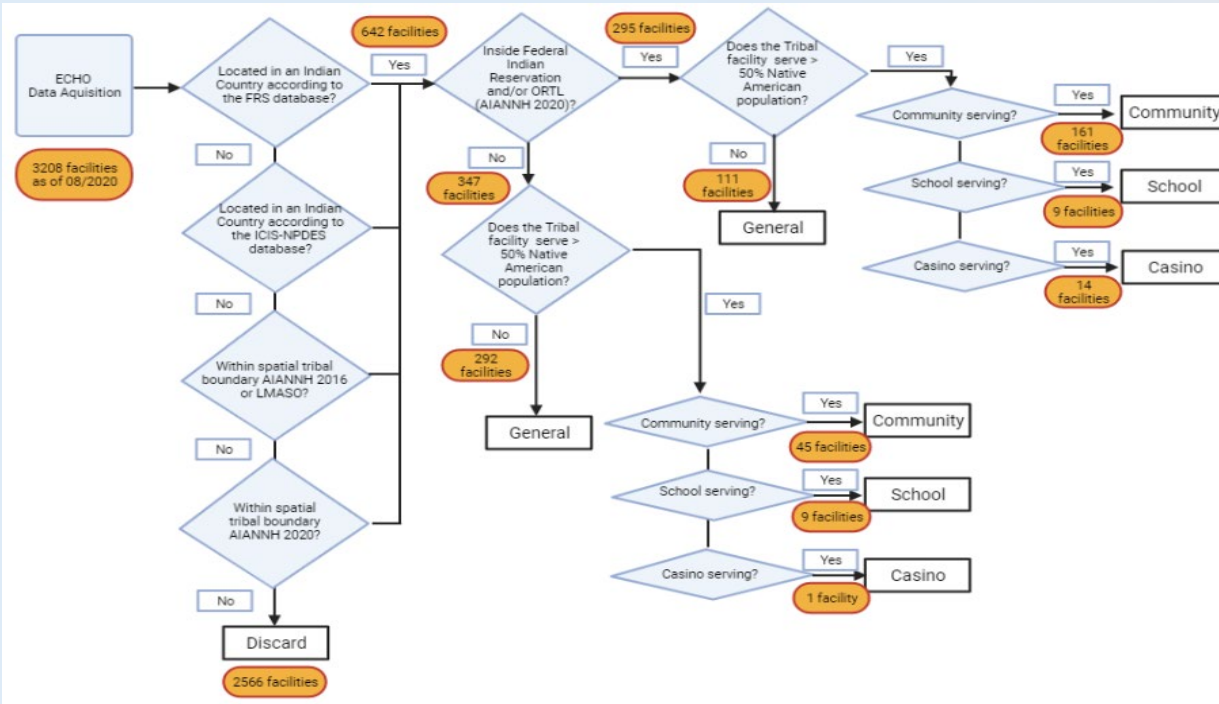 ECHO
Data Aquisition
3208 facilities
as of 08/2020
Located in an Indian
Country according to
the FRS database?
No
Located in an Indian
Country according to
the ICIS-NPDES
database?
No
Within spatial tribal
boundary AIANNH 2016
or LMASO?
No
Within spatial
tribal boundary
AIANNH 2020?
No
Discard
2566 facilities
642 facilities
Yes
Inside Federal
Indian
Reservation
and/or ORTL
(AIANNH 2020)?
No
347
facilities
Does the Tribal
facility serve >
50% Native
American
population?
No
292
facilities
General
Yes
Community serving?
Yes
45 facilities
Community
School serving?
Yes
9 facilities
School
Casino serving?
Yes
1 facility
Casino
295 facilities
Yes
Does the Tribal
facility serve >
50% Native
American
population?
No
111
facilities
General
Yes
Community serving?
Yes
161
facilities
Community
School serving?
Yes
9 facilities
School
Casino serving?
Yes
14
facilities
Casino